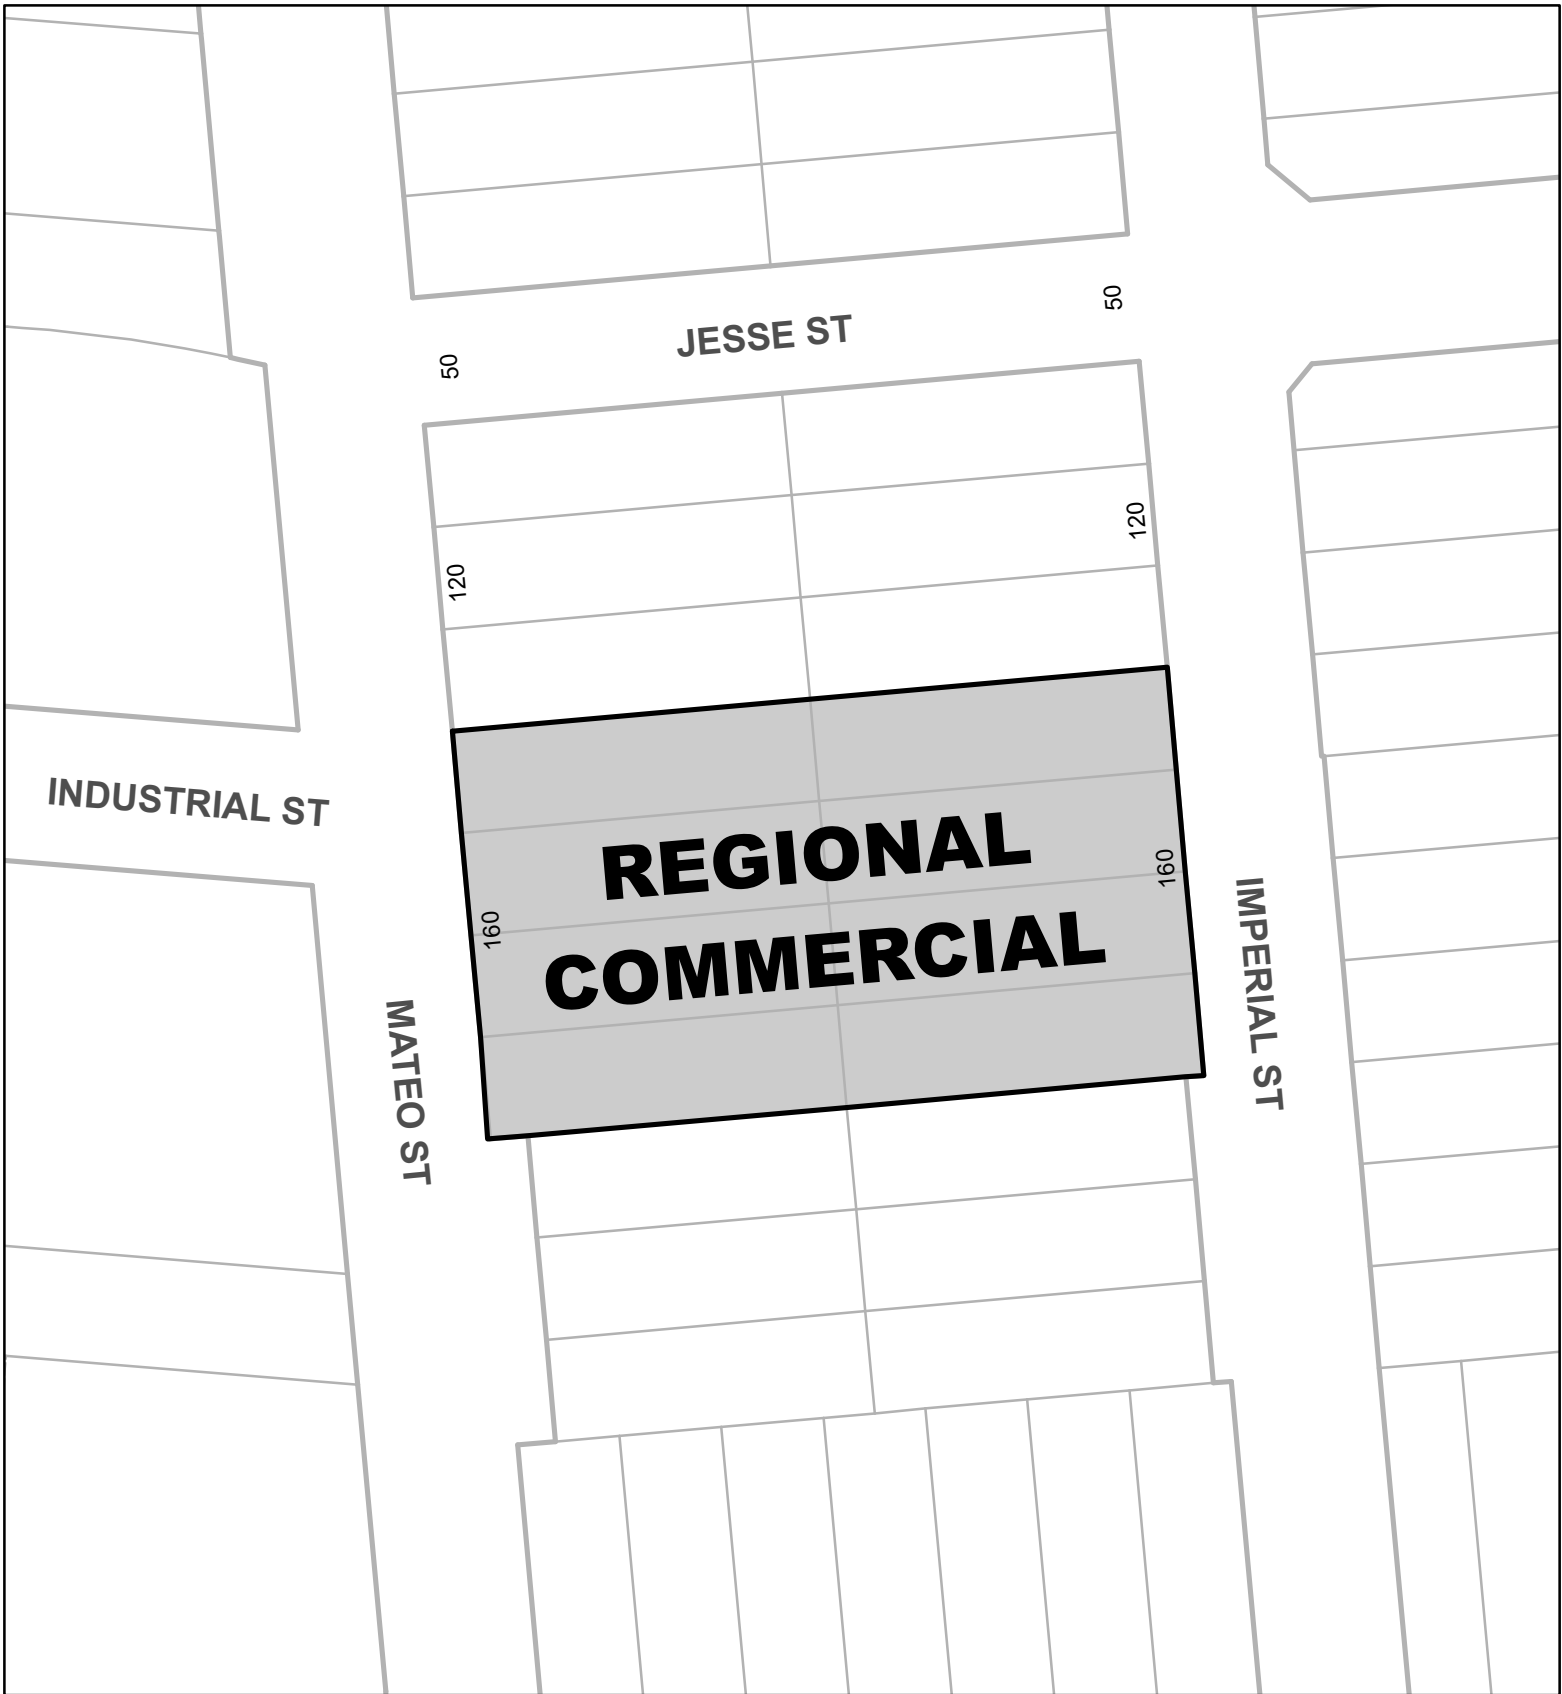 50
JESSE ST
50
120
120
INDUSTRIAL ST
REGIONAL
COMMERCIAL
160
160
MATEO ST
IMPERIAL ST